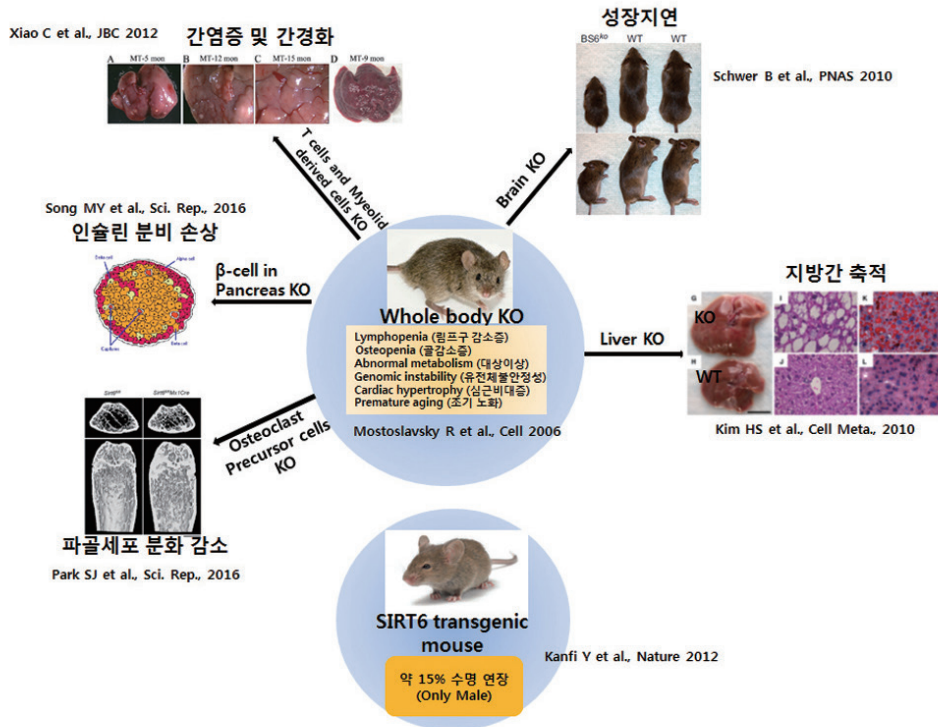 Xiao C et al., JBC 2012
간염증 및 간경화
A MT-5 mon B MT-12 mon C MT-15 mon D MT-9 mon
성장지연
BS6ko WT WT
Schwer B et al., PNAS 2010
T cells and Myeolid
derived cells KO
Brain KO
Song MY et al., Sci. Rep., 2016
인슐린 분비 손상
β-cell in
Pancreas KO
Whole body KO
Lymphopenia (림프구 감소증)
Osteopenia (골감소증)
Abnormal metabolism (대상이상)
Genomic instability (유전체불안정성)
Cardiac hypertrophy (심근비대증)
Premature aging (조기 노화)
Mostoslavsky R et al., Cell 2006
Liver KO
지방간 축적
G I K
KO
H J L
WT
Kim HS et al., Cell Meta., 2010
Osteoclast
Precursor cells
KO
파골세포 분화 감소
Park SJ et al., Sci. Rep., 2016
SIRT6 transgenic
mouse
Kanfi Y et al., Nature 2012
약 15% 수명 연장
(Only Male)